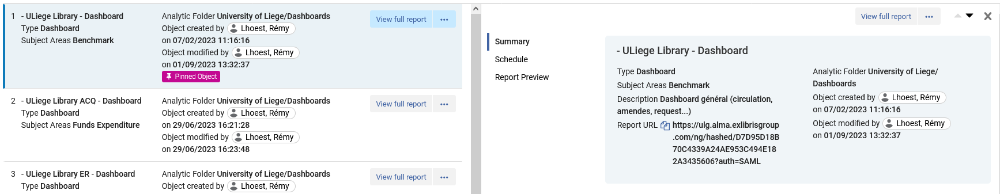 1 - ULiege Library - Dashboard
Type Dashboard
Subject Areas Benchmark
Analytic Folder University of Liege/Dashboards
Object created by Lhoest, Rémy
on 07/02/2023 11:16:16
Object modified by Lhoest, Rémy
on 01/09/2023 13:32:37
Pinned Object
View full report ...
2 - ULiege Library ACQ - Dashboard
Type Dashboard
Subject Areas Funds Expenditure
Analytic Folder University of Liege/Dashboards
Object created by Lhoest, Rémy
on 29/06/2023 16:21:28
Object modified by Lhoest, Rémy
on 29/06/2023 16:23:48
View full report ...
3 - ULiege Library ER - Dashboard
Type Dashboard
Analytic Folder University of Liege/Dashboards
Object created by Lhoest, Rémy
View full report ...
View full report ...
Summary
Schedule
Report Preview
- ULiege Library - Dashboard
Type Dashboard
Subject Areas Benchmark
Description Dashboard général (circulation,
amendes, request...)
Report URL https://ulg.alma.exlibrisgroup
.com/ng/hashed/D7D95D18B
70C4339A24AE953C494E18
2A3435606?auth=SAML
Analytic Folder University of Liege/
Dashboards
Object created by Lhoest, Rémy
on 07/02/2023 11:16:16
Object modified by Lhoest, Rémy
on 01/09/2023 13:32:37